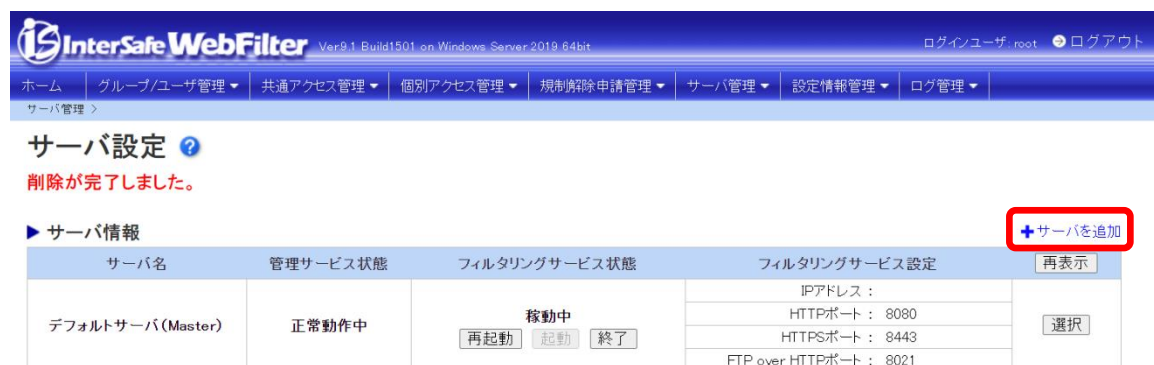 InterSafe WebFilter Ver9.1 Build1501 on Windows Server 2019 64bit ログインユーザ: root ログアウト
ホーム グループ/ユーザ管理▼ 共通アクセス管理▼ 個別アクセス管理▼ 規制解除申請管理▼ サーバ管理▼ 設定情報管理▼ ログ管理▼
サーバ管理 >
サーバ設定 ?
削除が完了しました。
▶ サーバ情報 +サーバを追加
サーバ名 管理サービス状態 フィルタリングサービス状態 フィルタリングサービス設定 再表示
IPアドレス:
デフォルトサーバ(Master) 正常動作中 稼動中 HTTPポート: 8080 選択
再起動 起動 終了 HTTPSポート: 8443
FTP over HTTPポート: 8021